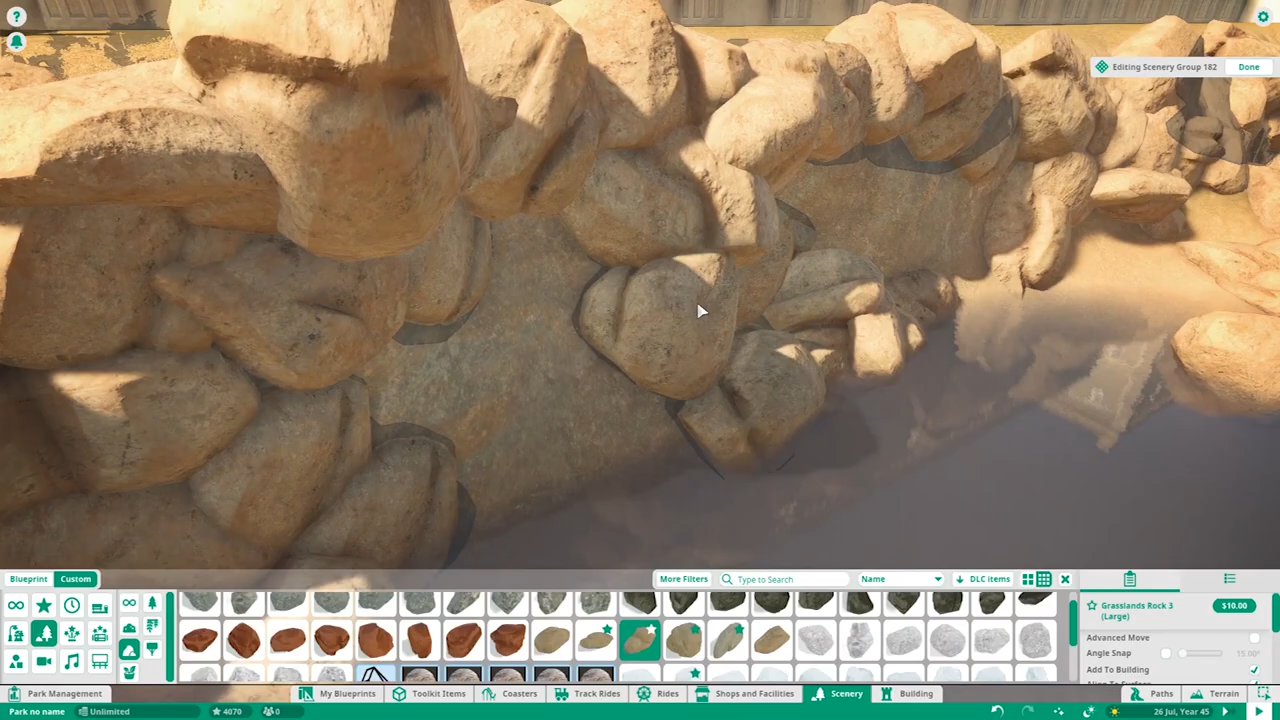 ?
Editing Scenery Group 182 Done
Blueprint Custom More Filters Type to Search Name DLC items
Grasslands Rock 3 (Large) $10.00
Advanced Move
Angle Snap 15.00°
Add To Building
Park Management My Blueprints Toolkit Items Coasters Track Rides Rides Shops and Facilities Scenery Building Paths Terrain
Park no name Unlimited 4070 0 26 Jul, Year 45